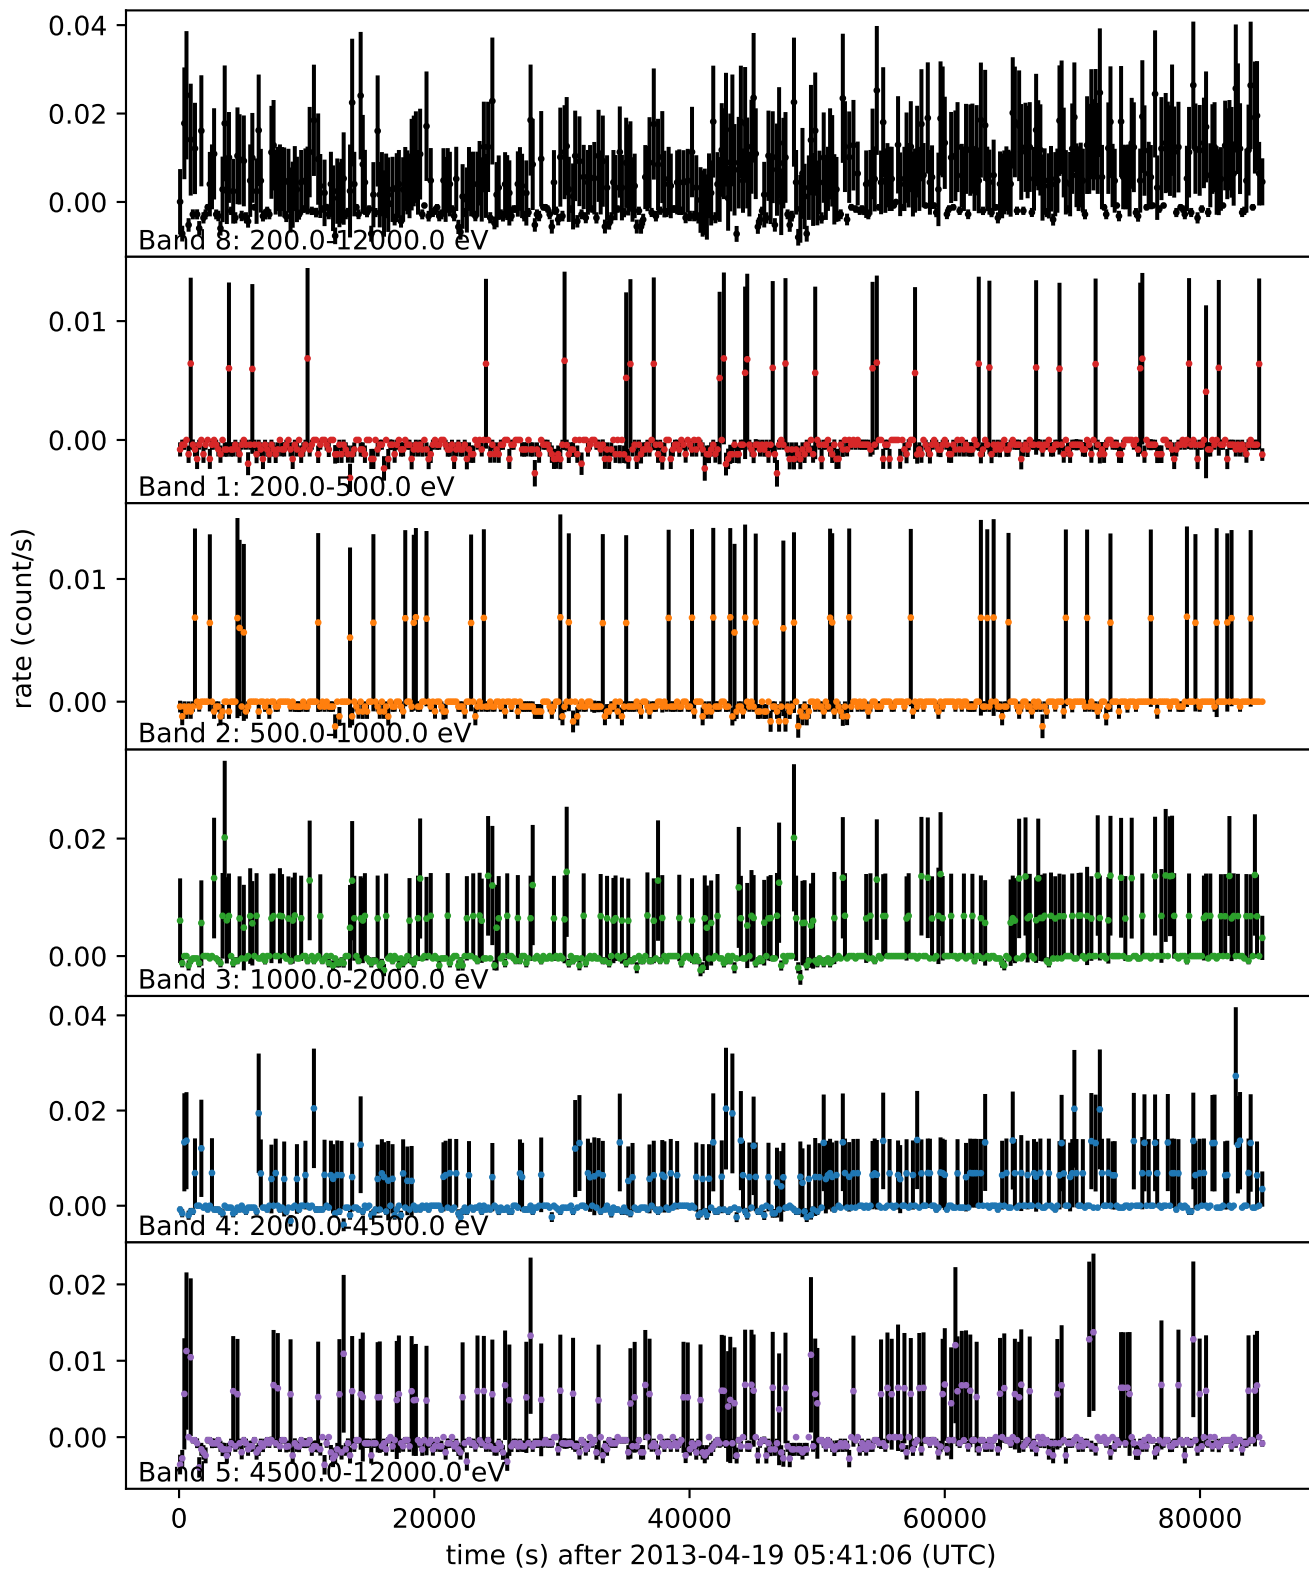 0.04
0.02
0.00
Band 8: 200.0-12000.0 eV
0.01
0.00
Band 1: 200.0-500.0 eV
rate (count/s)
0.01
0.00
Band 2: 500.0-1000.0 eV
0.02
0.00
Band 3: 1000.0-2000.0 eV
0.04
0.02
0.00
Band 4: 2000.0-4500.0 eV
0.02
0.01
0.00
Band 5: 4500.0-12000.0 eV
0 20000 40000 60000 80000
time (s) after 2013-04-19 05:41:06 (UTC)